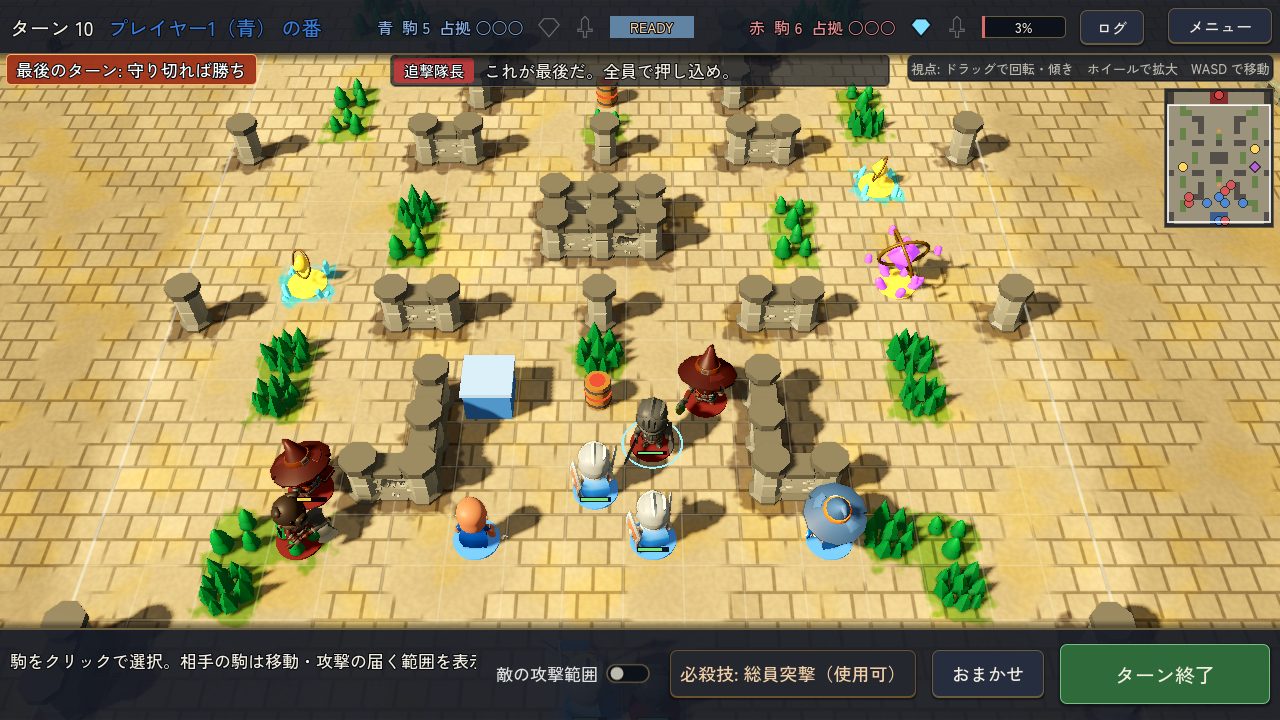 ターン 10 プレイヤー1（青）の番 青 駒 5 占拠 〇〇〇 READY 赤 駒 6 占拠 〇〇〇 3% ログ メニュー
最後のターン: 守り切れば勝ち
追撃隊長 これが最後だ。全員で押し込め。
視点: ドラッグで回転・傾き ホイールで拡大 WASD で移動
駒をクリックで選択。相手の駒は移動・攻撃の届く範囲を表
敵の攻撃範囲 必殺技: 総員突撃（使用可） おまかせ ターン終了